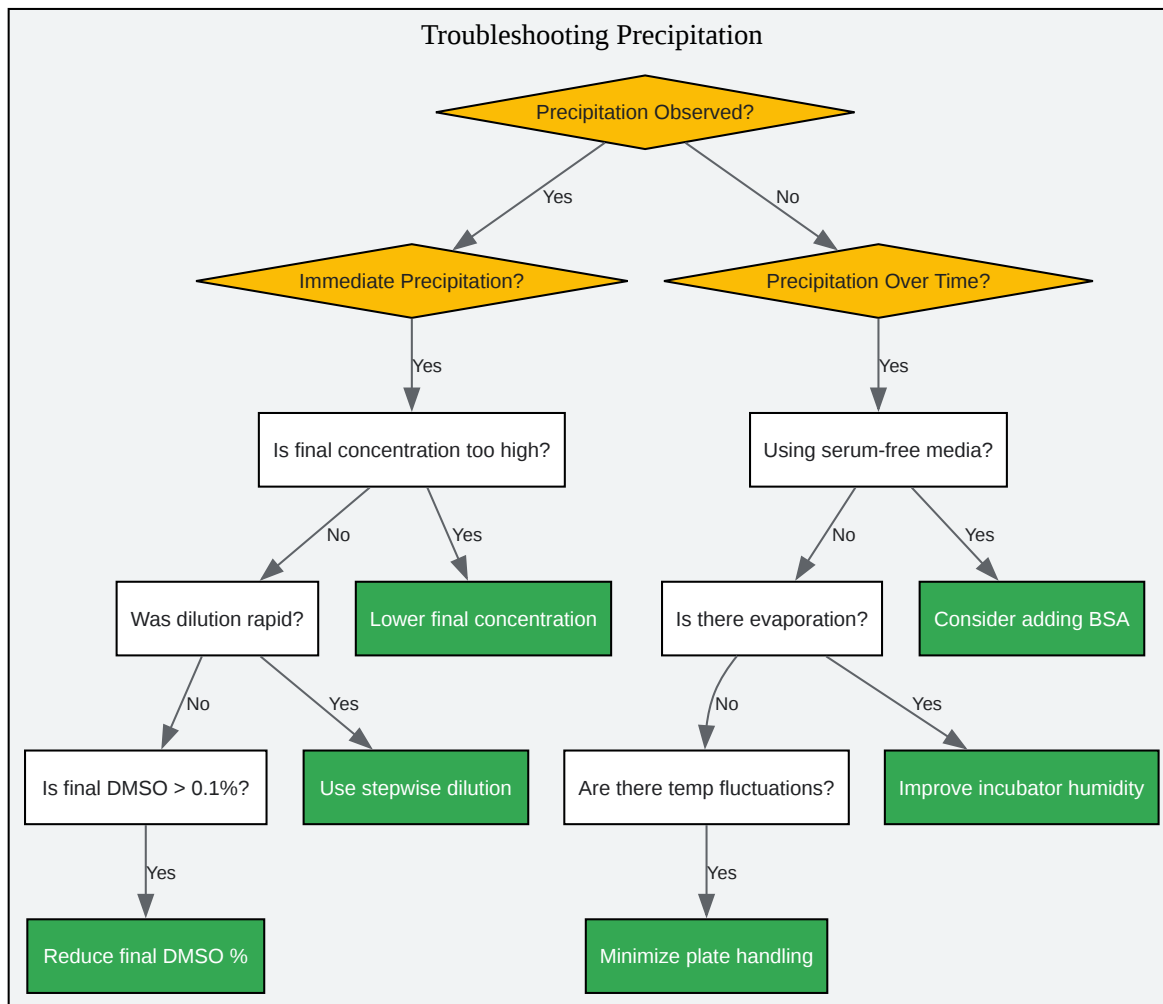 Troubleshooting Precipitation
Precipitation Observed?
Yes
No
Immediate Precipitation?
Precipitation Over Time?
Yes
Yes
Is final concentration too high?
Using serum-free media?
No
Yes
No
Yes
Was dilution rapid?
Lower final concentration
Is there evaporation?
Consider adding BSA
No
Yes
No
Yes
Is final DMSO > 0.1%?
Use stepwise dilution
Are there temp fluctuations?
Improve incubator humidity
Yes
Yes
Reduce final DMSO %
Minimize plate handling